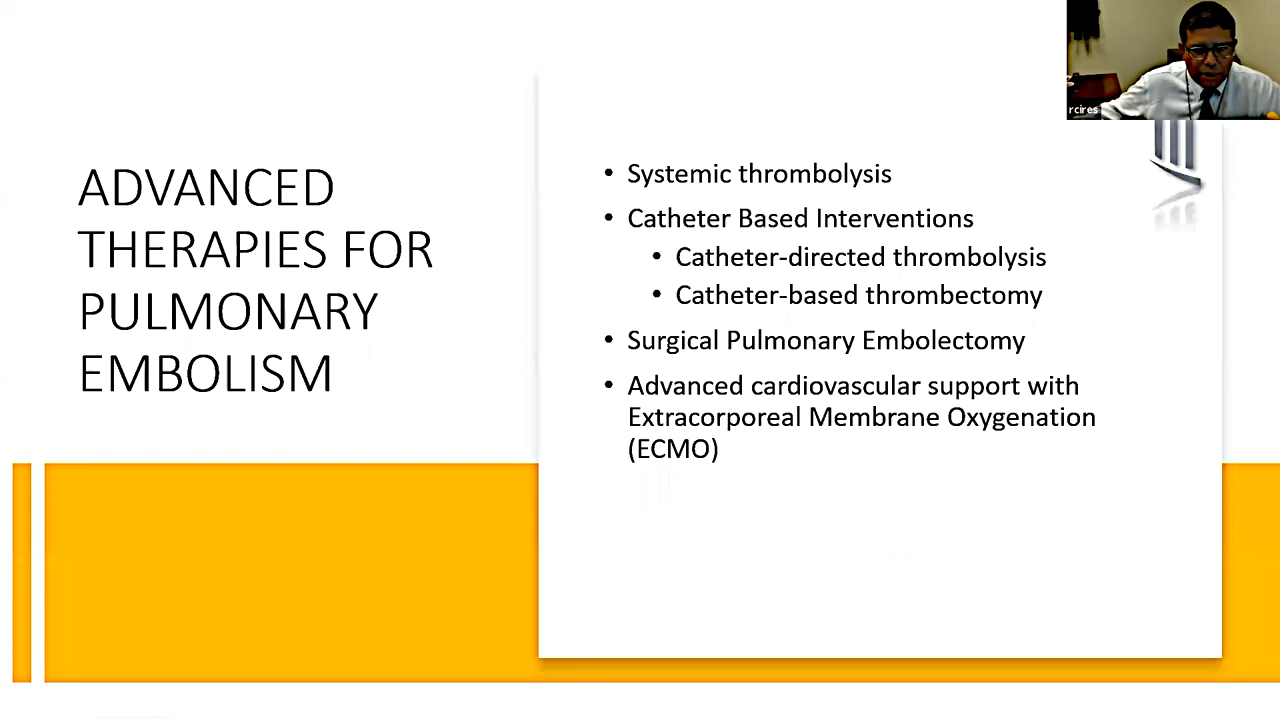 ADVANCED
THERAPIES FOR
PULMONARY
EMBOLISM
• Systemic thrombolysis
• Catheter Based Interventions
• Catheter-directed thrombolysis
• Catheter-based thrombectomy
• Surgical Pulmonary Embolectomy
• Advanced cardiovascular support with
Extracorporeal Membrane Oxygenation
(ECMO)
rcires